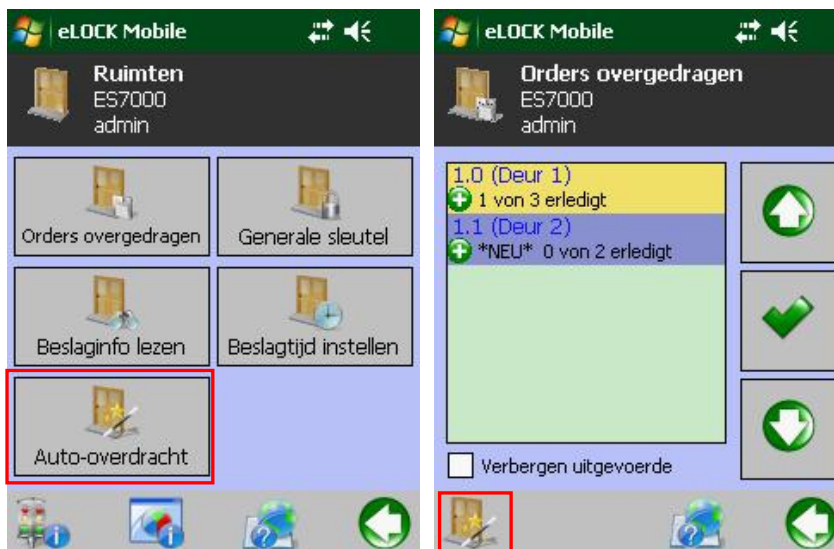 eLOCK Mobile
Ruimten
ES7000
admin
Orders overgedragen
Generale sleutel
Beslaginfo lezen
Beslagtijd instellen
Auto-overdracht
eLOCK Mobile
Orders overgedragen
ES7000
admin
1.0 (Deur 1)
1 von 3 erledigt
1.1 (Deur 2)
*NEU* 0 von 2 erledigt
Verbergen uitgevoerde